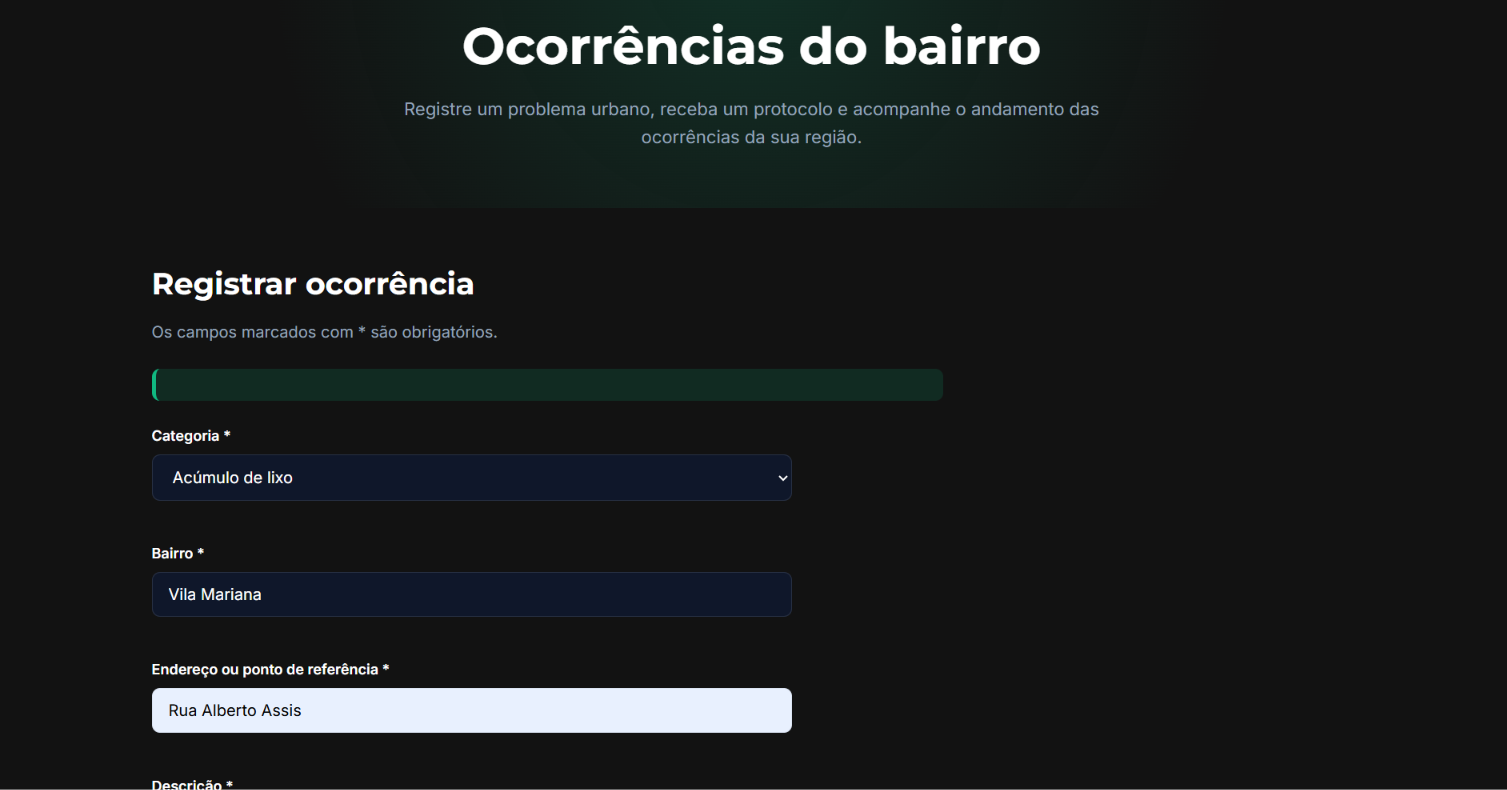 Ocorrências do bairro
Registre um problema urbano, receba um protocolo e acompanhe o andamento das
ocorrências da sua região.
Registrar ocorrência
Os campos marcados com * são obrigatórios.
Categoria *
Acúmulo de lixo
Bairro *
Vila Mariana
Endereço ou ponto de referência *
Rua Alberto Assis
Descrição *